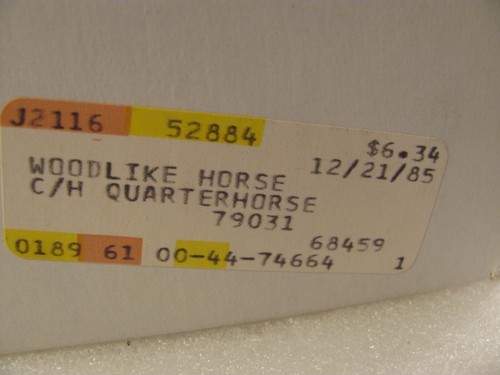 J2116 52884
$6.34
12/21/85
WOODLIKE HORSE
C/H QUARTERHORSE
79031
68459
0189 61 00-44-74664 1